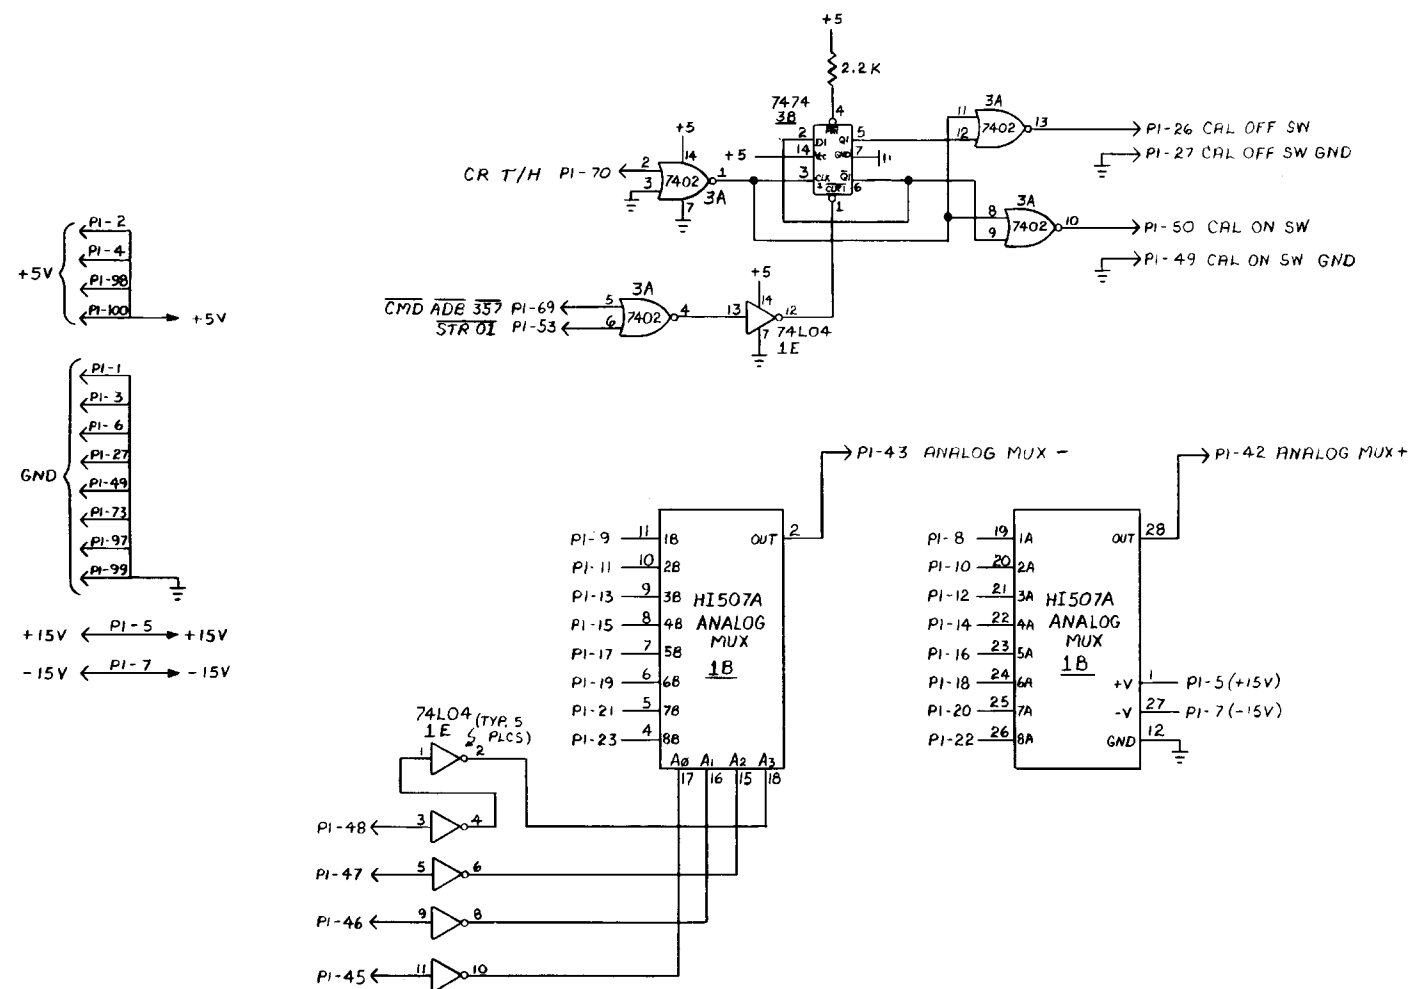 +5
2.2K
7474
3B
4
PR
2
D1
Q1
5
+5
14
Vcc
GND
7
3
CLK
Q̅1
6
1
+5
14
CR T/H P1-70
2
3
7402
1
3A
7
3A
11
12
7402
13
P1-26 CAL OFF SW
P1-27 CAL OFF SW GND
3A
8
9
7402
10
P1-50 CAL ON SW
P1-49 CAL ON SW GND
C̅M̅D̅ A̅D̅B̅ 3̅5̅7̅ P1-69
S̅T̅R̅ 0̅1̅ P1-53
3A
5
6
7402
4
+5
13
14
12
7
74L04
1E
+5V
P1-2
P1-4
P1-98
P1-100
+5V
GND
P1-1
P1-3
P1-6
P1-27
P1-49
P1-73
P1-97
P1-99
+15V P1-5 +15V
-15V P1-7 -15V
P1-43 ANALOG MUX -
P1-9 11 1B
P1-11 10 2B
P1-13 9 3B
P1-15 8 4B
P1-17 7 5B
P1-19 6 6B
P1-21 5 7B
P1-23 4 8B
HI507A
ANALOG
MUX
1B
OUT 2
A0 A1 A2 A3
17 16 15 18
P1-42 ANALOG MUX+
P1-8 19 1A
P1-10 20 2A
P1-12 21 3A
P1-14 22 4A
P1-16 23 5A
P1-18 24 6A
P1-20 25 7A
P1-22 26 8A
HI507A
ANALOG
MUX
1B
OUT 28
+V 1 P1-5 (+15V)
-V 27 P1-7 (-15V)
GND 12
74L04
1E
(TYP. 5
PLCS)
1 2
P1-48 3 4
P1-47 5 6
P1-46 9 8
P1-45 11 10